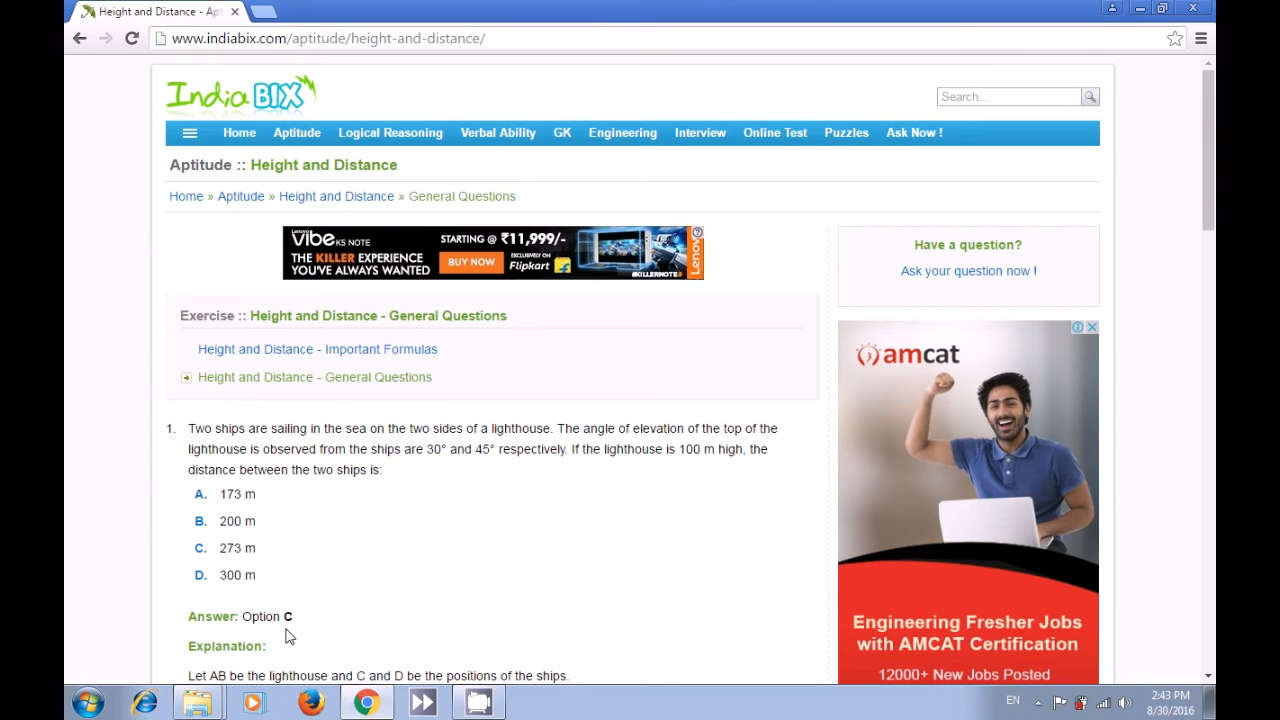 Height and Distance - Ap
www.indiabix.com/aptitude/height-and-distance/
India BIX
Search...
Home Aptitude Logical Reasoning Verbal Ability GK Engineering Interview Online Test Puzzles Ask Now !
Aptitude :: Height and Distance
Home » Aptitude » Height and Distance » General Questions
Lenovo
VIBE K5 NOTE
THE KILLER EXPERIENCE
YOU'VE ALWAYS WANTED
STARTING @ ₹11,999/-
BUY NOW
EXCLUSIVELY ON
Flipkart
#KILLERNOTE
Lenovo
Have a question?
Ask your question now !
Exercise :: Height and Distance - General Questions
Height and Distance - Important Formulas
Height and Distance - General Questions
1. Two ships are sailing in the sea on the two sides of a lighthouse. The angle of elevation of the top of the
lighthouse is observed from the ships are 30° and 45° respectively. If the lighthouse is 100 m high, the
distance between the two ships is:
A. 173 m
B. 200 m
C. 273 m
D. 300 m
Answer: Option C
Explanation:
Let AB be the lighthouse and C and D be the positions of the ships.
amcat
Engineering Fresher Jobs
with AMCAT Certification
12000+ New Jobs Posted
EN
2:43 PM
8/30/2016